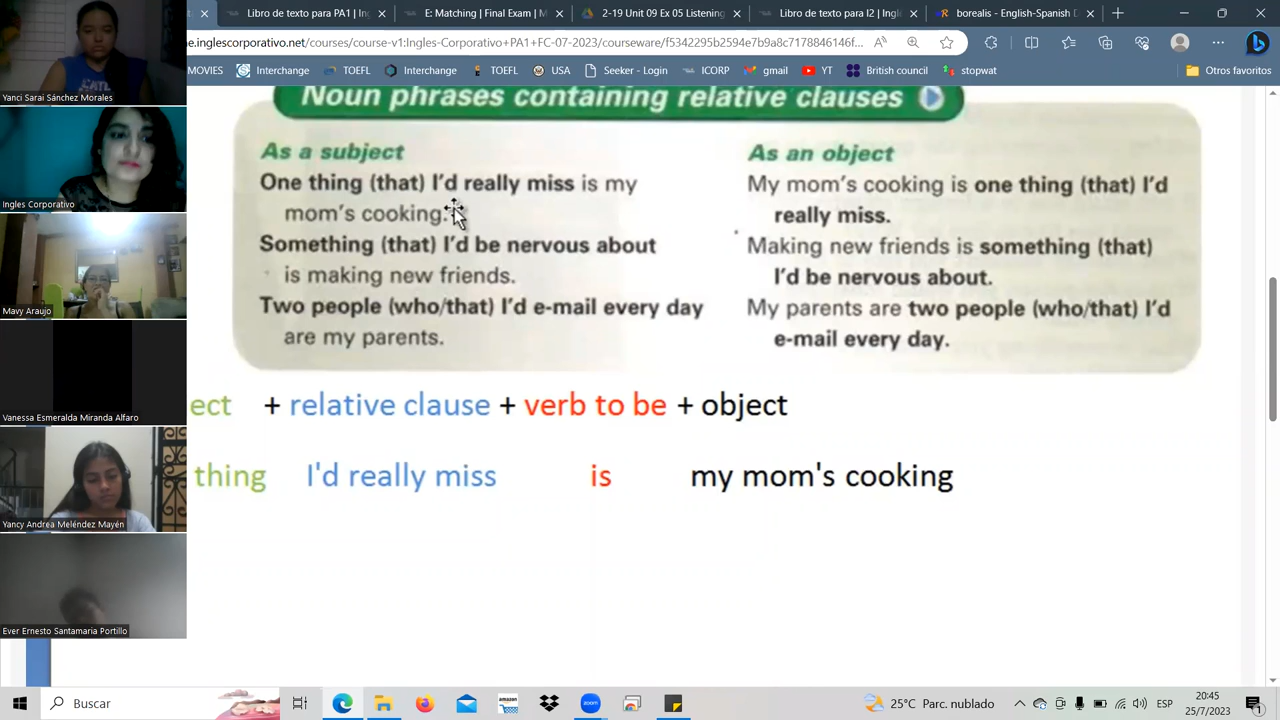 Libro de texto para PA1 | In
E: Matching | Final Exam | M
2-19 Unit 09 Ex 05 Listening
Libro de texto para I2 | Ingle
borealis - English-Spanish D
e.inglescorporativo.net/courses/course-v1:Ingles-Corporativo+PA1+FC-07-2023/courseware/f5342295b2594e7b9a8c7178846146f...
MOVIES
Interchange
TOEFL
Interchange
TOEFL
USA
Seeker - Login
ICORP
gmail
YT
British council
stopwat
Otros favoritos
Yanci Sarai Sánchez Morales
Ingles Corporativo
Mavy Araujo
Vanessa Esmeralda Miranda Alfaro
Yancy Andrea Meléndez Mayén
Ever Ernesto Santamaria Portillo
Noun phrases containing relative clauses
As a subject
One thing (that) I'd really miss is my
mom's cooking.
Something (that) I'd be nervous about
is making new friends.
Two people (who/that) I'd e-mail every day
are my parents.
As an object
My mom's cooking is one thing (that) I'd
really miss.
Making new friends is something (that)
I'd be nervous about.
My parents are two people (who/that) I'd
e-mail every day.
ect + relative clause + verb to be + object
thing I'd really miss is my mom's cooking
Buscar
25°C Parc. nublado
ESP
20:45
25/7/2023